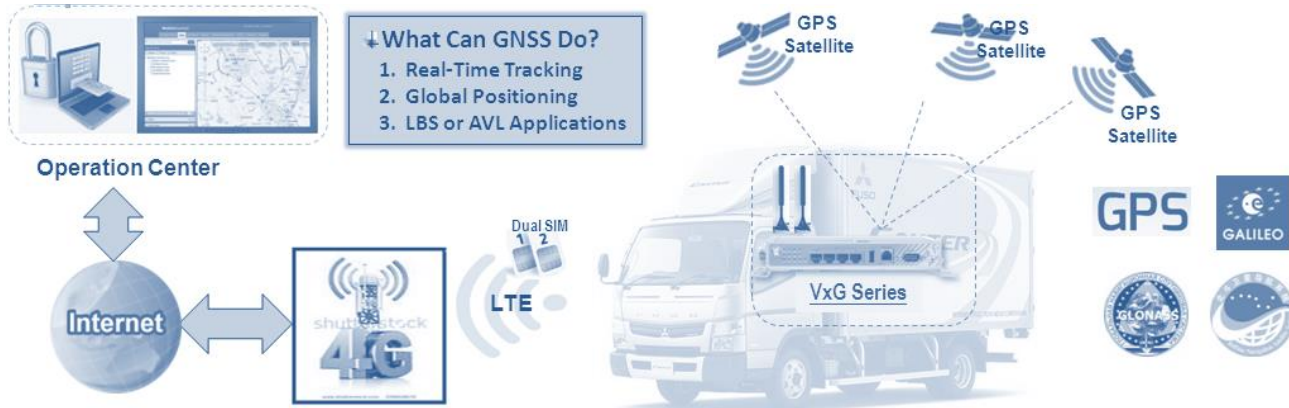 What Can GNSS Do?
1. Real-Time Tracking
2. Global Positioning
3. LBS or AVL Applications
GPS
Satellite
GPS
Satellite
GPS
Satellite
Operation Center
Dual SIM
1 2
LTE
Internet
shutterstock
4G
VxG Series
GPS
GALILEO
GLONASS